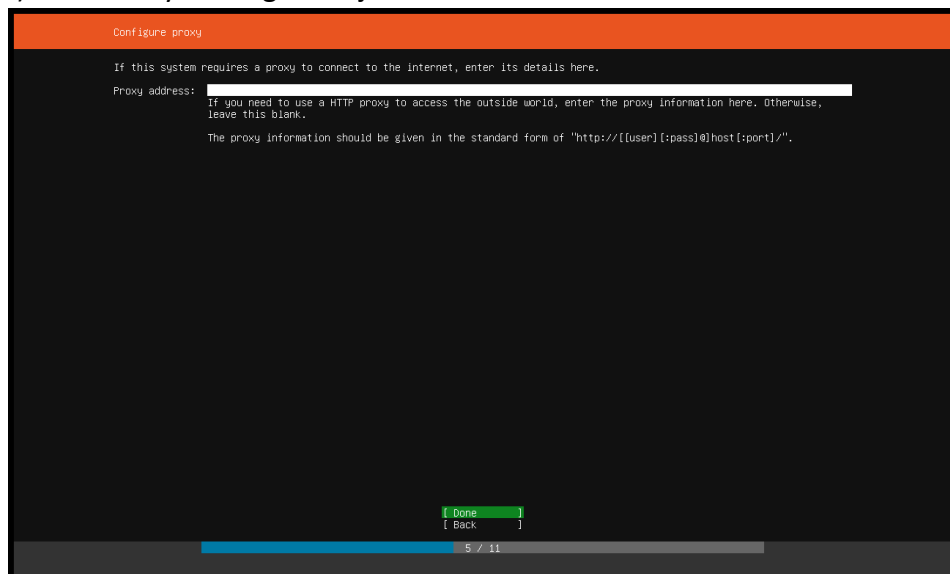 Configure proxy
If this system requires a proxy to connect to the internet, enter its details here.
Proxy address:
If you need to use a HTTP proxy to access the outside world, enter the proxy information here. Otherwise,
leave this blank.
The proxy information should be given in the standard form of "http://[[user][:pass]@]host[:port]/".
[ Done ]
[ Back ]
5 / 11